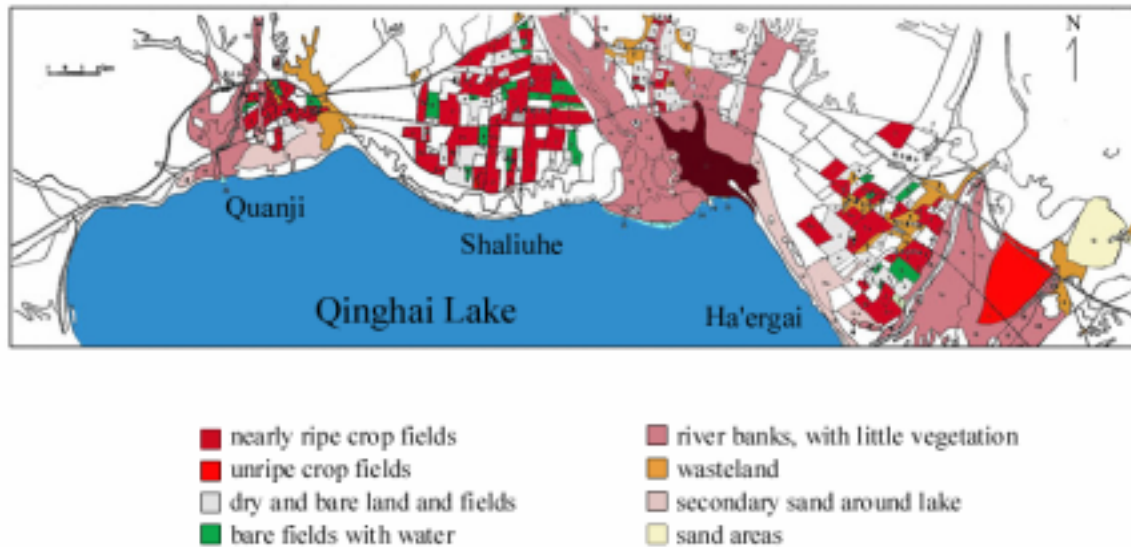 N
Quanji
Shaliuhe
Qinghai Lake
Ha'ergai
nearly ripe crop fields
unripe crop fields
dry and bare land and fields
bare fields with water
river banks, with little vegetation
wasteland
secondary sand around lake
sand areas